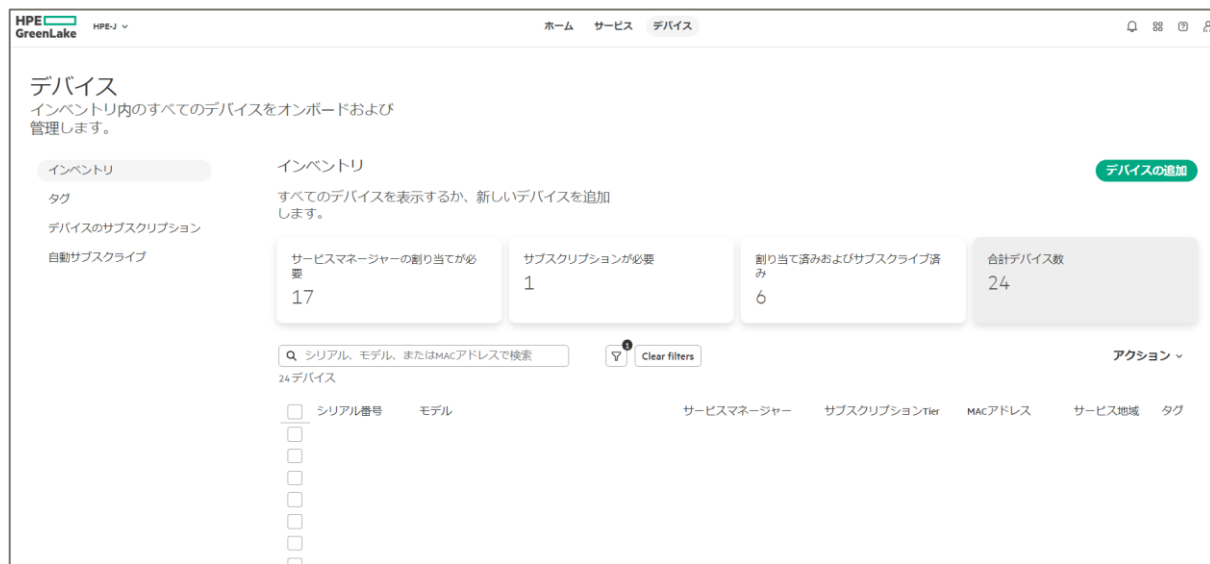 HPE
GreenLake
HPE-J
ホーム サービス デバイス
デバイス
インベントリ内のすべてのデバイスをオンボードおよび
管理します。
インベントリ
タグ
デバイスのサブスクリプション
自動サブスクライブ
インベントリ
デバイスの追加
すべてのデバイスを表示するか、新しいデバイスを追加
します。
サービスマネージャーの割り当てが必
要
17
サブスクリプションが必要
1
割り当て済みおよびサブスクライブ済
み
6
合計デバイス数
24
シリアル、モデル、またはMACアドレスで検索
1
Clear filters
アクション
24デバイス
シリアル番号 モデル サービスマネージャー サブスクリプションTier MACアドレス サービス地域 タグ